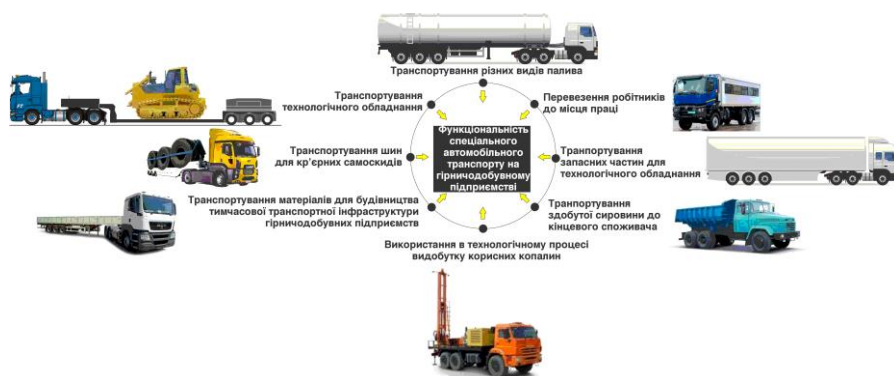 Транспортування різних видів палива
Транспортування
технологічного обладнання
Перевезення робітників
до місця праці
Функціональність
спеціального
автомобільного
транспорту на
гірничодобувному
підприємстві
Транспортування шин
для кр'єрних самоскидів
Транпортування
запасних частин для
технологічного обладнання
Транспортування матеріалів для будівництва
тимчасової транспортної інфраструктури
гірничодобувних підприємств
Транпортування
здобутої сировини до
кінцевого споживача
Використання в технологічному процесі
видобутку корисних копалин